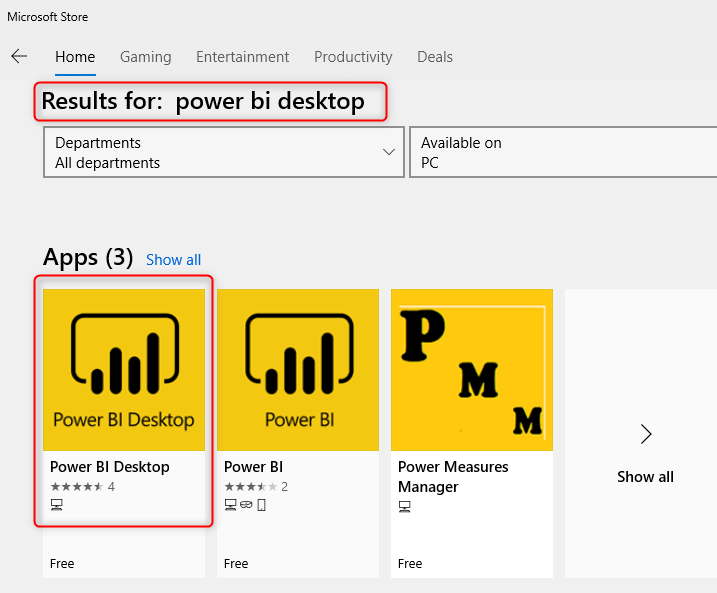 Microsoft Store
Home Gaming Entertainment Productivity Deals
Results for: power bi desktop
Departments
All departments
Available on
PC
Apps (3) Show all
Power BI Desktop
Power BI
P
M
M
Power BI Desktop
4
Free
Power BI
2
Free
Power Measures
Manager
Free
Show all